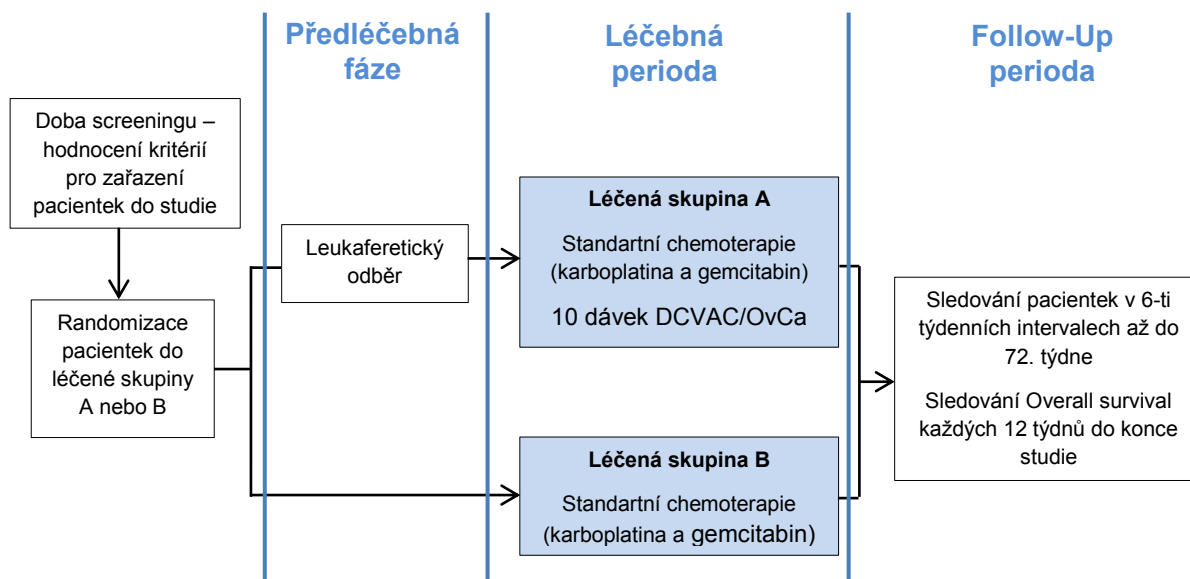 Předléčebná
fáze
Léčebná
perioda
Follow-Up
perioda
Doba screeningu –
hodnocení kritérií
pro zařazení
pacientek do studie
Randomizace
pacientek do
léčené skupiny
A nebo B
Leukaferetický
odběr
Léčená skupina A
Standartní chemoterapie
(karboplatina a gemcitabin)
10 dávek DCVAC/OvCa
Léčená skupina B
Standartní chemoterapie
(karboplatina a gemcitabin)
Sledování pacientek v 6-ti
týdenních intervalech až do
72. týdne
Sledování Overall survival
každých 12 týdnů do konce
studie